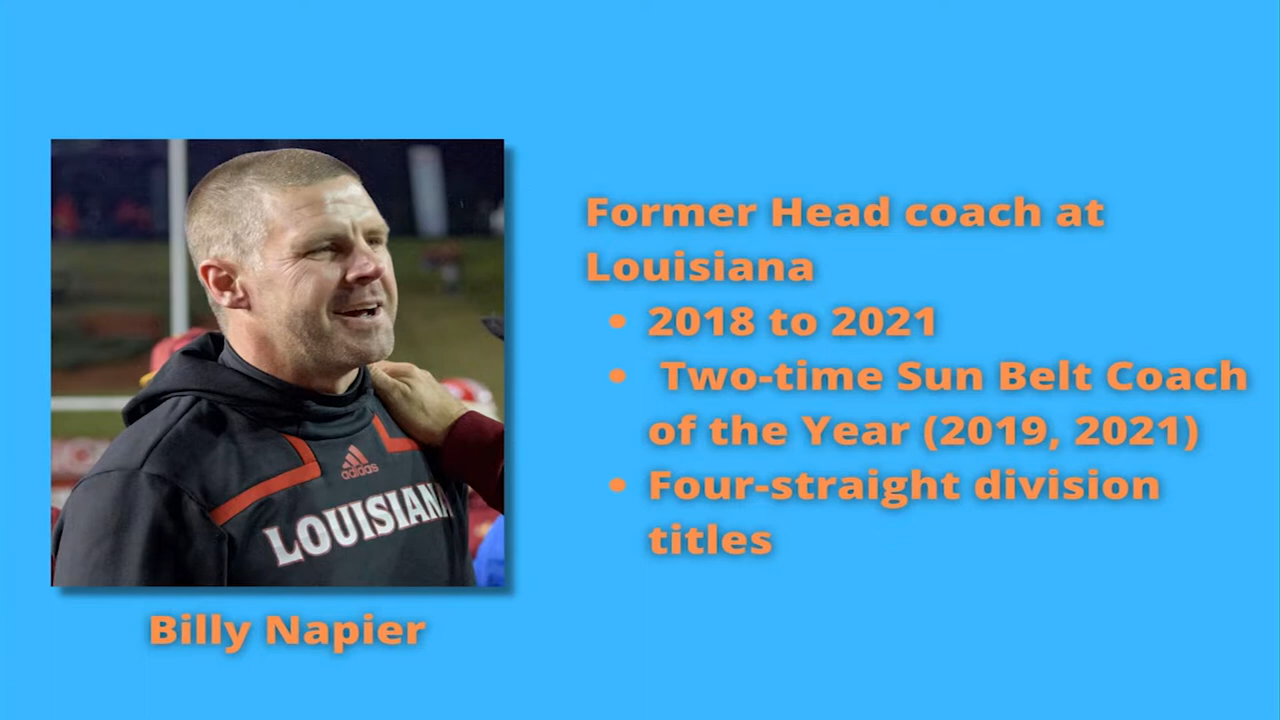 Former Head coach at
Louisiana
• 2018 to 2021
• Two-time Sun Belt Coach
of the Year (2019, 2021)
• Four-straight division
titles
adidas
LOUISIANA
Billy Napier